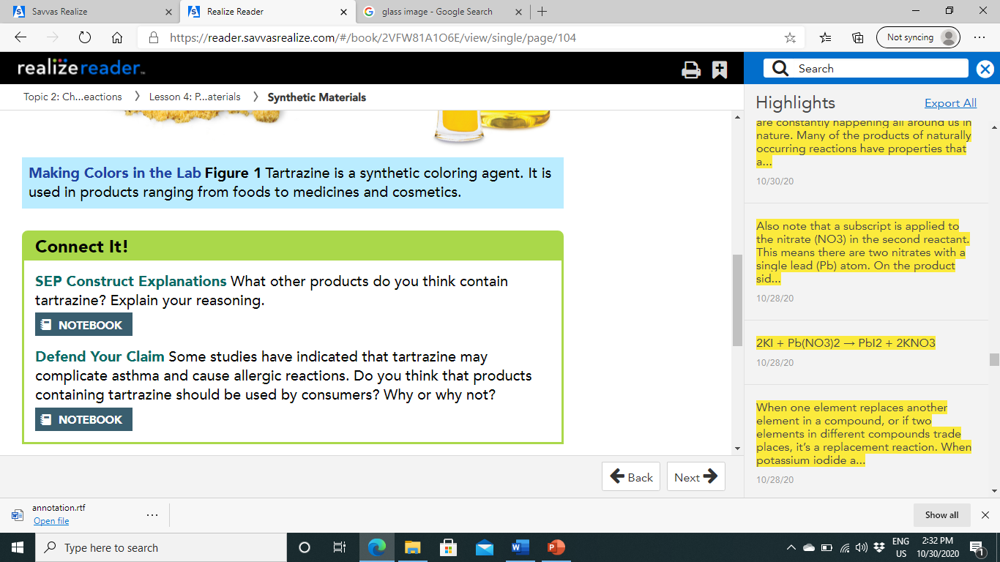 Savvas Realize
Realize Reader
glass image - Google Search
https://reader.savvasrealize.com/#/book/2VFW81A1O6E/view/single/page/104
Not syncing
realizereader
Search
Topic 2: Ch...eactions
Lesson 4: P...aterials
Synthetic Materials
Highlights
Export All
are constantly happening all around us in
nature. Many of the products of naturally
occurring reactions have properties that
a...
10/30/20
Making Colors in the Lab Figure 1 Tartrazine is a synthetic coloring agent. It is
used in products ranging from foods to medicines and cosmetics.
Also note that a subscript is applied to
the nitrate (NO3) in the second reactant.
This means there are two nitrates with a
single lead (Pb) atom. On the product
sid...
10/28/20
Connect It!
SEP Construct Explanations What other products do you think contain
tartrazine? Explain your reasoning.
NOTEBOOK
2KI + Pb(NO3)2 → PbI2 + 2KNO3
10/28/20
Defend Your Claim Some studies have indicated that tartrazine may
complicate asthma and cause allergic reactions. Do you think that products
containing tartrazine should be used by consumers? Why or why not?
NOTEBOOK
When one element replaces another
element in a compound, or if two
elements in different compounds trade
places, it's a replacement reaction. When
potassium iodide a...
10/28/20
Back
Next
annotation.rtf
Open file
Show all
Type here to search
ENG
US
2:32 PM
10/30/2020
1